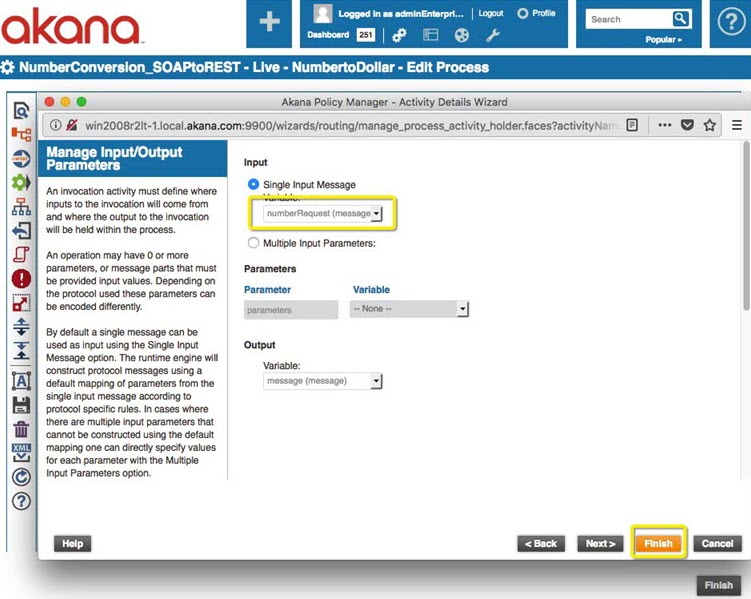 akana
Logged in as adminEnterpri...
Logout
Profile
Dashboard 251
Search
Popular
NumberConversion_SOAPtoREST - Live - NumbertoDollar - Edit Process
Akana Policy Manager - Activity Details Wizard
win2008r2lt-1.local.akana.com:9900/wizards/routing/manage_process_activity_holder.faces?activityNam
Manage Input/Output
Parameters
An invocation activity must define where
inputs to the invocation will come from
and where the output to the invocation
will be held within the process.
An operation may have 0 or more
parameters, or message parts that must
be provided input values. Depending on
the protocol used these parameters can
be encoded differently.
By default a single message can be
used as input using the Single Input
Message option. The runtime engine will
construct protocol messages using a
default mapping of parameters from the
single input message according to
protocol specific rules. In cases where
there are multiple input parameters that
cannot be constructed using the default
mapping one can directly specify values
for each parameter with the Multiple
Input Parameters option.
Input
Single Input Message
Variable:
numberRequest (message
Multiple Input Parameters:
Parameters
Parameter Variable
parameters -- None --
Output
Variable:
message (message)
XML
Help
< Back
Next >
Finish
Cancel
Finish